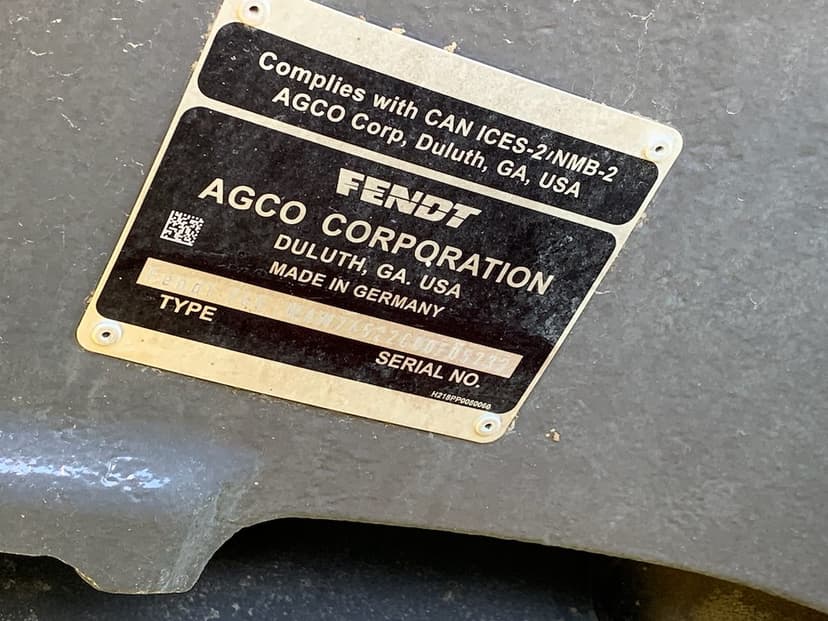 Complies with CAN ICES-2/NMB-2
AGCO Corp, Duluth, GA, USA
FENDT
AGCO CORPORATION
DULUTH, GA. USA
MADE IN GERMANY
TYPE
SERIAL NO.
H218PP0050060